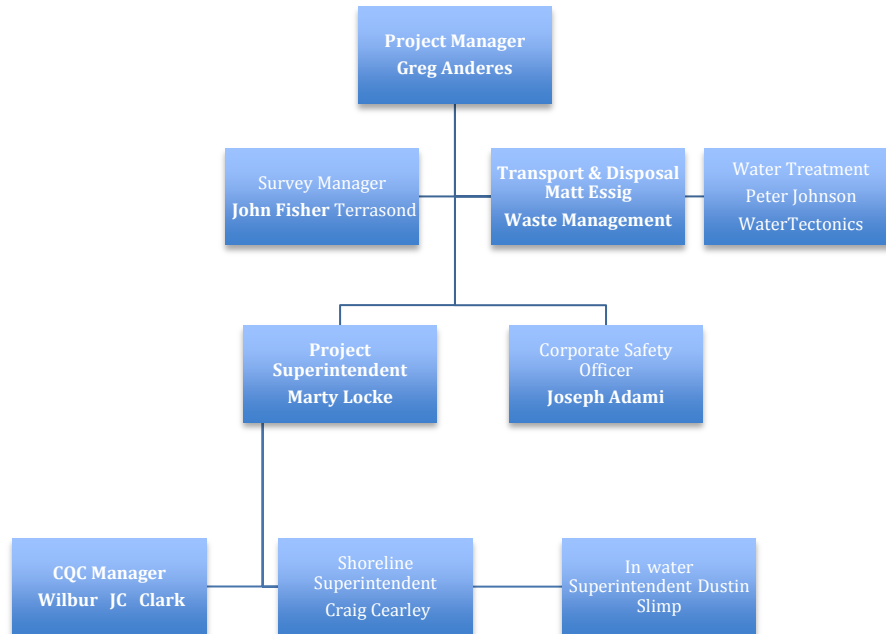 Project Manager
Greg Anderes
Survey Manager
John Fisher Terrasond
Transport & Disposal
Matt Essig
Waste Management
Water Treatment
Peter Johnson
WaterTectonics
Project
Superintendent
Marty Locke
Corporate Safety
Officer
Joseph Adami
CQC Manager
Wilbur JC Clark
Shoreline
Superintendent
Craig Cearley
In water
Superintendent Dustin
Slimp